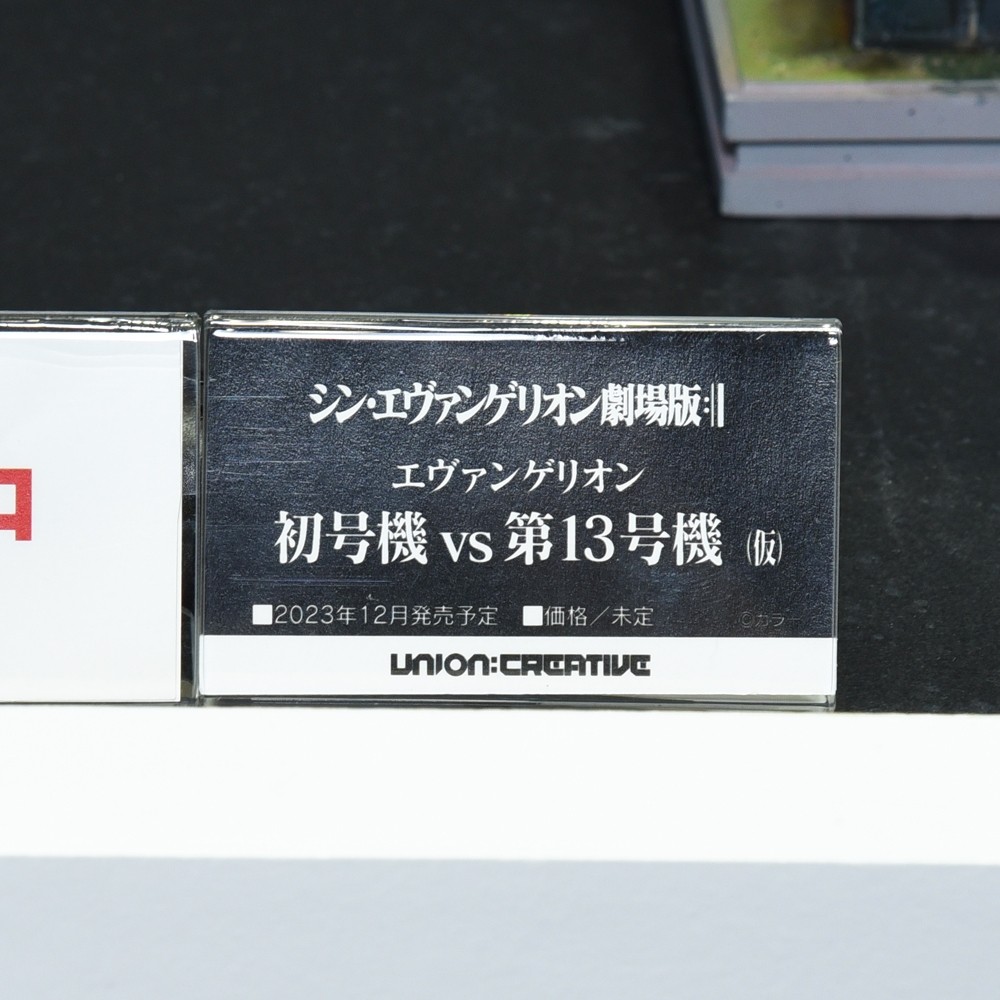 シン・エヴァンゲリオン劇場版:||
エヴァンゲリオン
初号機 vs 第13号機 (仮)
■2023年12月発売予定 ■価格/未定
©カラー
UNION:CREATIVE